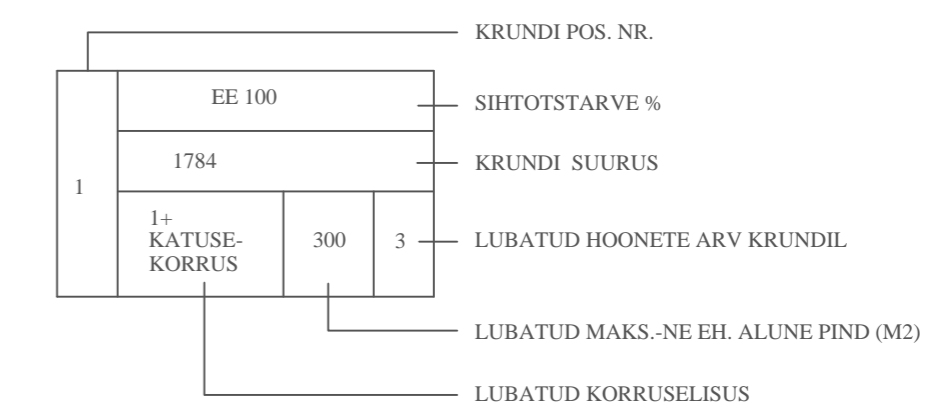 KRUNDI POS. NR.
EE 100
SIHTOTSTARVE %
1784
KRUNDI SUURUS
1
1+
KATUSE-
KORRUS
300
3
LUBATUD HOONETE ARV KRUNDIL
LUBATUD MAKS.-NE EH. ALUNE PIND (M2)
LUBATUD KORRUSELISUS